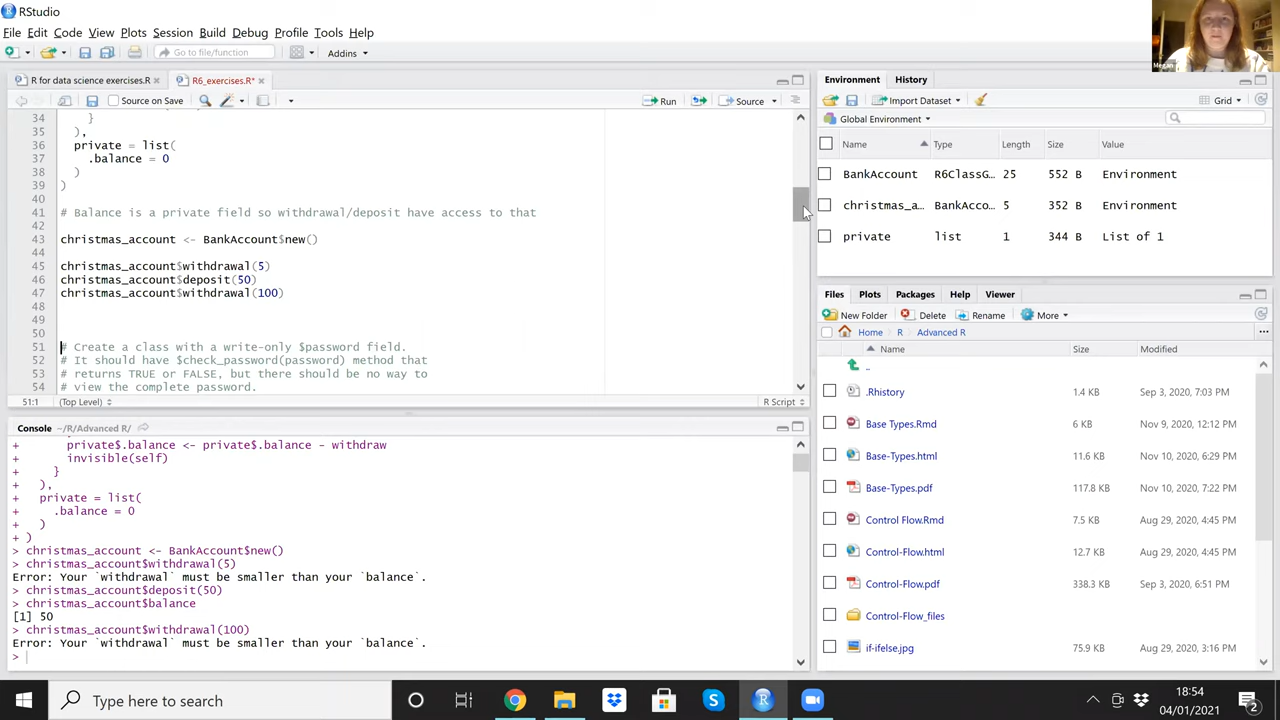 RStudio
File Edit Code View Plots Session Build Debug Profile Tools Help
Go to file/function
Addins
Megan
R for data science exercises.R
R6_exercises.R*
Source on Save
Run
Source
34 }
35 ),
36 private = list(
37 .balance = 0
38 )
39 )
40
41 # Balance is a private field so withdrawal/deposit have access to that
42
43 christmas_account <- BankAccount$new()
44
45 christmas_account$withdrawal(5)
46 christmas_account$deposit(50)
47 christmas_account$withdrawal(100)
48
49
50
51 # Create a class with a write-only $password field.
52 # It should have $check_password(password) method that
53 # returns TRUE or FALSE, but there should be no way to
54 # view the complete password.
51:1 (Top Level) R Script
Console ~/R/Advanced R/
+ private$.balance <- private$.balance - withdraw
+ invisible(self)
+ }
+ ),
+ private = list(
+ .balance = 0
+ )
+ )
> christmas_account <- BankAccount$new()
> christmas_account$withdrawal(5)
Error: Your `withdrawal` must be smaller than your `balance`.
> christmas_account$deposit(50)
> christmas_account$balance
[1] 50
> christmas_account$withdrawal(100)
Error: Your `withdrawal` must be smaller than your `balance`.
>
Environment History
Import Dataset Grid
Global Environment
Name Type Length Size Value
BankAccount R6ClassG… 25 552 B Environment
christmas_a… BankAcco… 5 352 B Environment
private list 1 344 B List of 1
Files Plots Packages Help Viewer
New Folder Delete Rename More
Home R Advanced R
Name Size Modified
..
.Rhistory 1.4 KB Sep 3, 2020, 7:03 PM
Base Types.Rmd 6 KB Nov 9, 2020, 12:12 PM
Base-Types.html 11.6 KB Nov 10, 2020, 6:29 PM
Base-Types.pdf 117.8 KB Nov 10, 2020, 7:22 PM
Control Flow.Rmd 7.5 KB Aug 29, 2020, 4:45 PM
Control-Flow.html 12.7 KB Aug 29, 2020, 4:45 PM
Control-Flow.pdf 338.3 KB Sep 3, 2020, 6:51 PM
Control-Flow_files
if-ifelse.jpg 75.9 KB Aug 29, 2020, 3:16 PM
Type here to search
18:54
04/01/2021
2